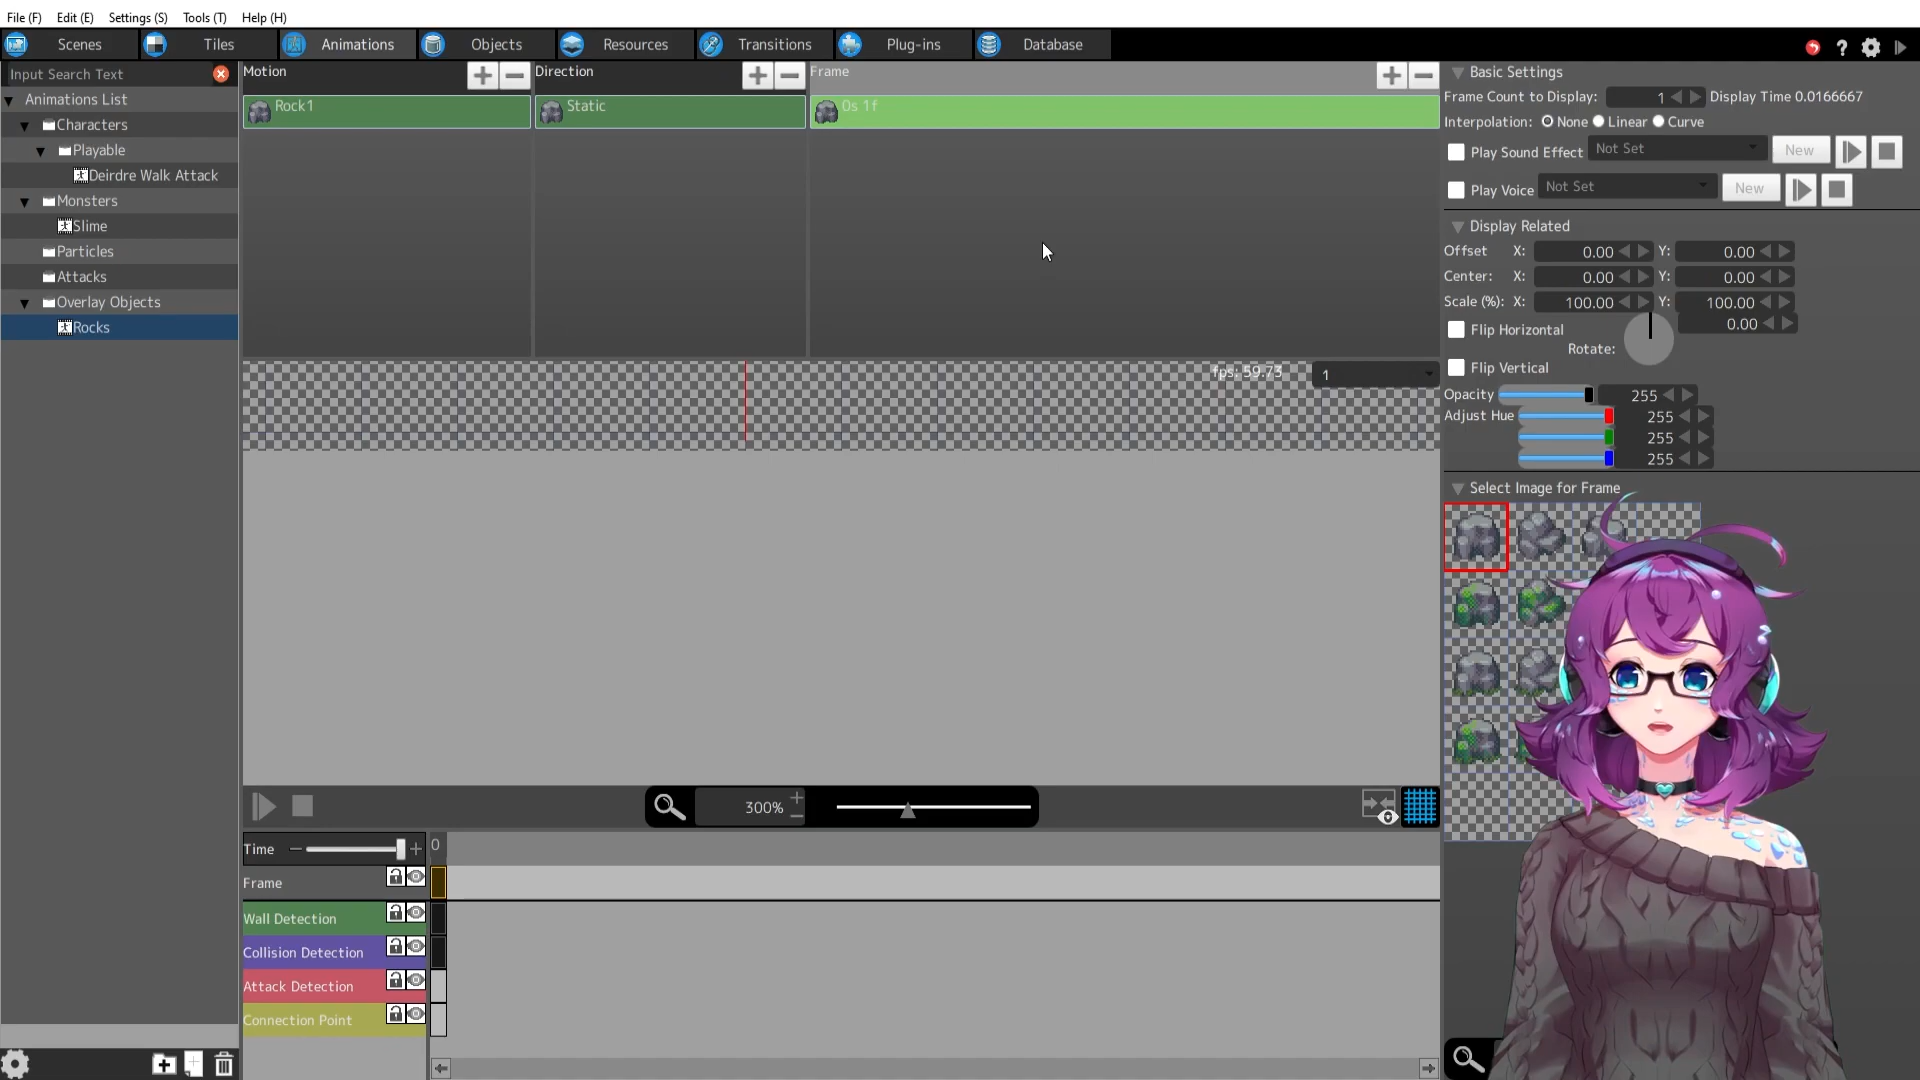 File (F) Edit (E) Settings (S) Tools (T) Help (H)
Scenes Tiles Animations Objects Resources Transitions Plug-ins Database
Input Search Text
Animations List
Characters
Playable
Deirdre Walk Attack
Monsters
Slime
Particles
Attacks
Overlay Objects
Rocks
Motion
Rock1
Direction
Static
Frame
0s 1f
fps: 59.73
1
300%
Time
0
Frame
Wall Detection
Collision Detection
Attack Detection
Connection Point
Basic Settings
Frame Count to Display: 1 Display Time 0.0166667
Interpolation: None Linear Curve
Play Sound Effect Not Set New
Play Voice Not Set New
Display Related
Offset X: 0.00 Y: 0.00
Center: X: 0.00 Y: 0.00
Scale (%): X: 100.00 Y: 100.00
Flip Horizontal 0.00
Rotate:
Flip Vertical
Opacity 255
Adjust Hue 255
255
255
Select Image for Frame